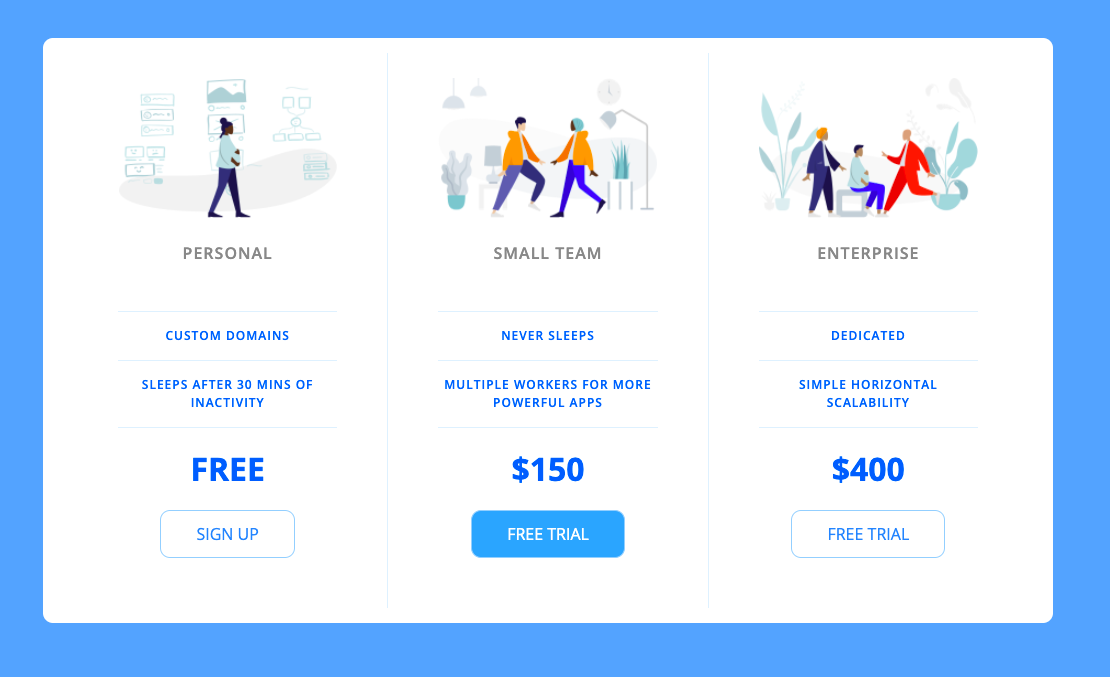 PERSONAL
CUSTOM DOMAINS
SLEEPS AFTER 30 MINS OF
INACTIVITY
FREE
SIGN UP
SMALL TEAM
NEVER SLEEPS
MULTIPLE WORKERS FOR MORE
POWERFUL APPS
$150
FREE TRIAL
ENTERPRISE
DEDICATED
SIMPLE HORIZONTAL
SCALABILITY
$400
FREE TRIAL